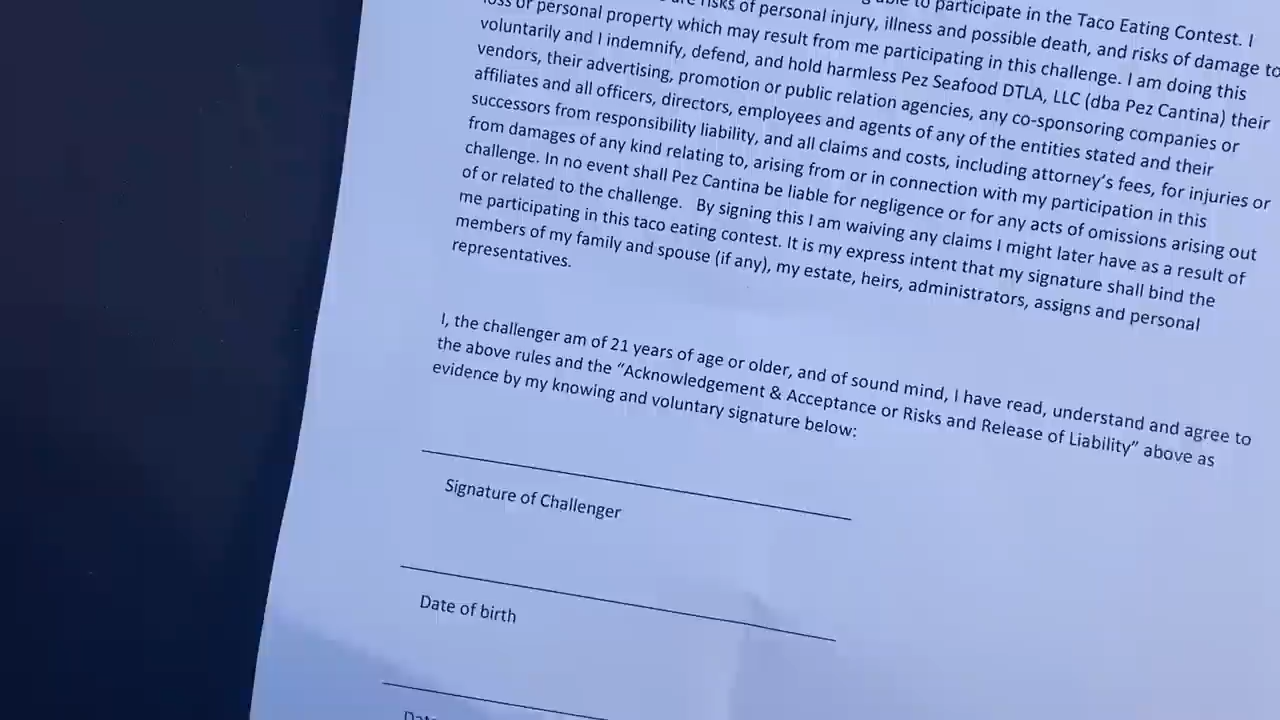 to participate in the Taco Eating Contest. I
risks of personal injury, illness and possible death, and risks of damage to
loss of personal property which may result from me participating in this challenge. I am doing this
voluntarily and I indemnify, defend, and hold harmless Pez Seafood DTLA, LLC (dba Pez Cantina) their
vendors, their advertising, promotion or public relation agencies, any co-sponsoring companies or
affiliates and all officers, directors, employees and agents of any of the entities stated and their
successors from responsibility liability, and all claims and costs, including attorney's fees, for injuries or
from damages of any kind relating to, arising from or in connection with my participation in this
challenge. In no event shall Pez Cantina be liable for negligence or for any acts of omissions arising out
of or related to the challenge. By signing this I am waiving any claims I might later have as a result of
me participating in this taco eating contest. It is my express intent that my signature shall bind the
members of my family and spouse (if any), my estate, heirs, administrators, assigns and personal
representatives.
I, the challenger am of 21 years of age or older, and of sound mind, I have read, understand and agree to
the above rules and the “Acknowledgement & Acceptance or Risks and Release of Liability” above as
evidence by my knowing and voluntary signature below:
Signature of Challenger
Date of birth